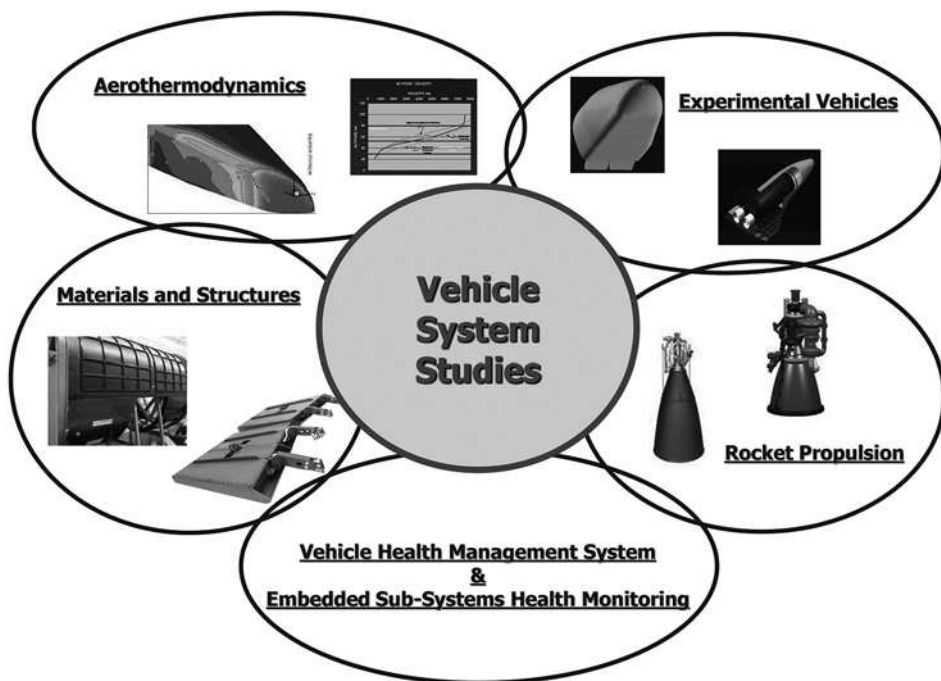 Aerothermodynamics
Experimental Vehicles
Materials and Structures
Vehicle
System
Studies
Rocket Propulsion
Vehicle Health Management System
&
Embedded Sub-Systems Health Monitoring